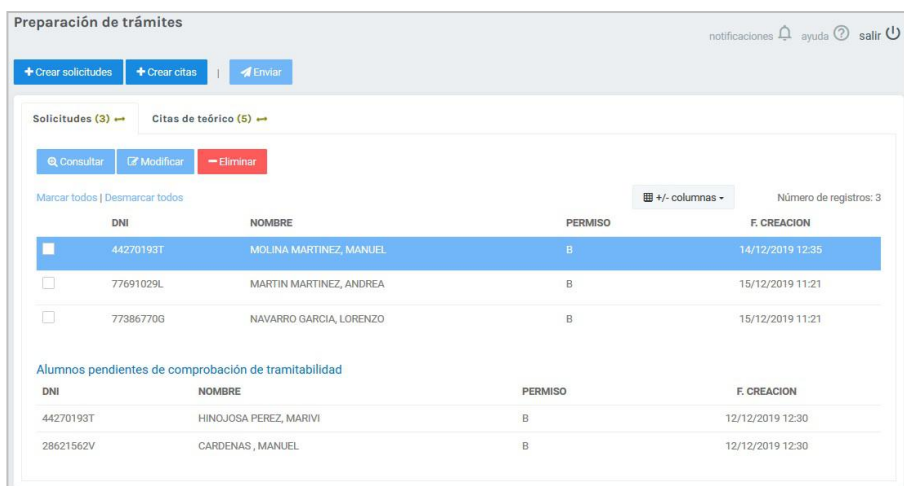 Preparación de trámites
notificaciones ayuda salir
+ Crear solicitudes + Crear citas | Enviar
Solicitudes (3) Citas de teórico (5)
Consultar Modificar Eliminar
Marcar todos | Desmarcar todos +/- columnas Número de registros: 3
DNI NOMBRE PERMISO F. CREACION
44270193T MOLINA MARTINEZ, MANUEL B 14/12/2019 12:35
77691029L MARTIN MARTINEZ, ANDREA B 15/12/2019 11:21
77386770G NAVARRO GARCIA, LORENZO B 15/12/2019 11:21
Alumnos pendientes de comprobación de tramitabilidad
DNI NOMBRE PERMISO F. CREACION
44270193T HINOJOSA PEREZ, MARIVI B 12/12/2019 12:30
28621562V CARDENAS , MANUEL B 12/12/2019 12:30